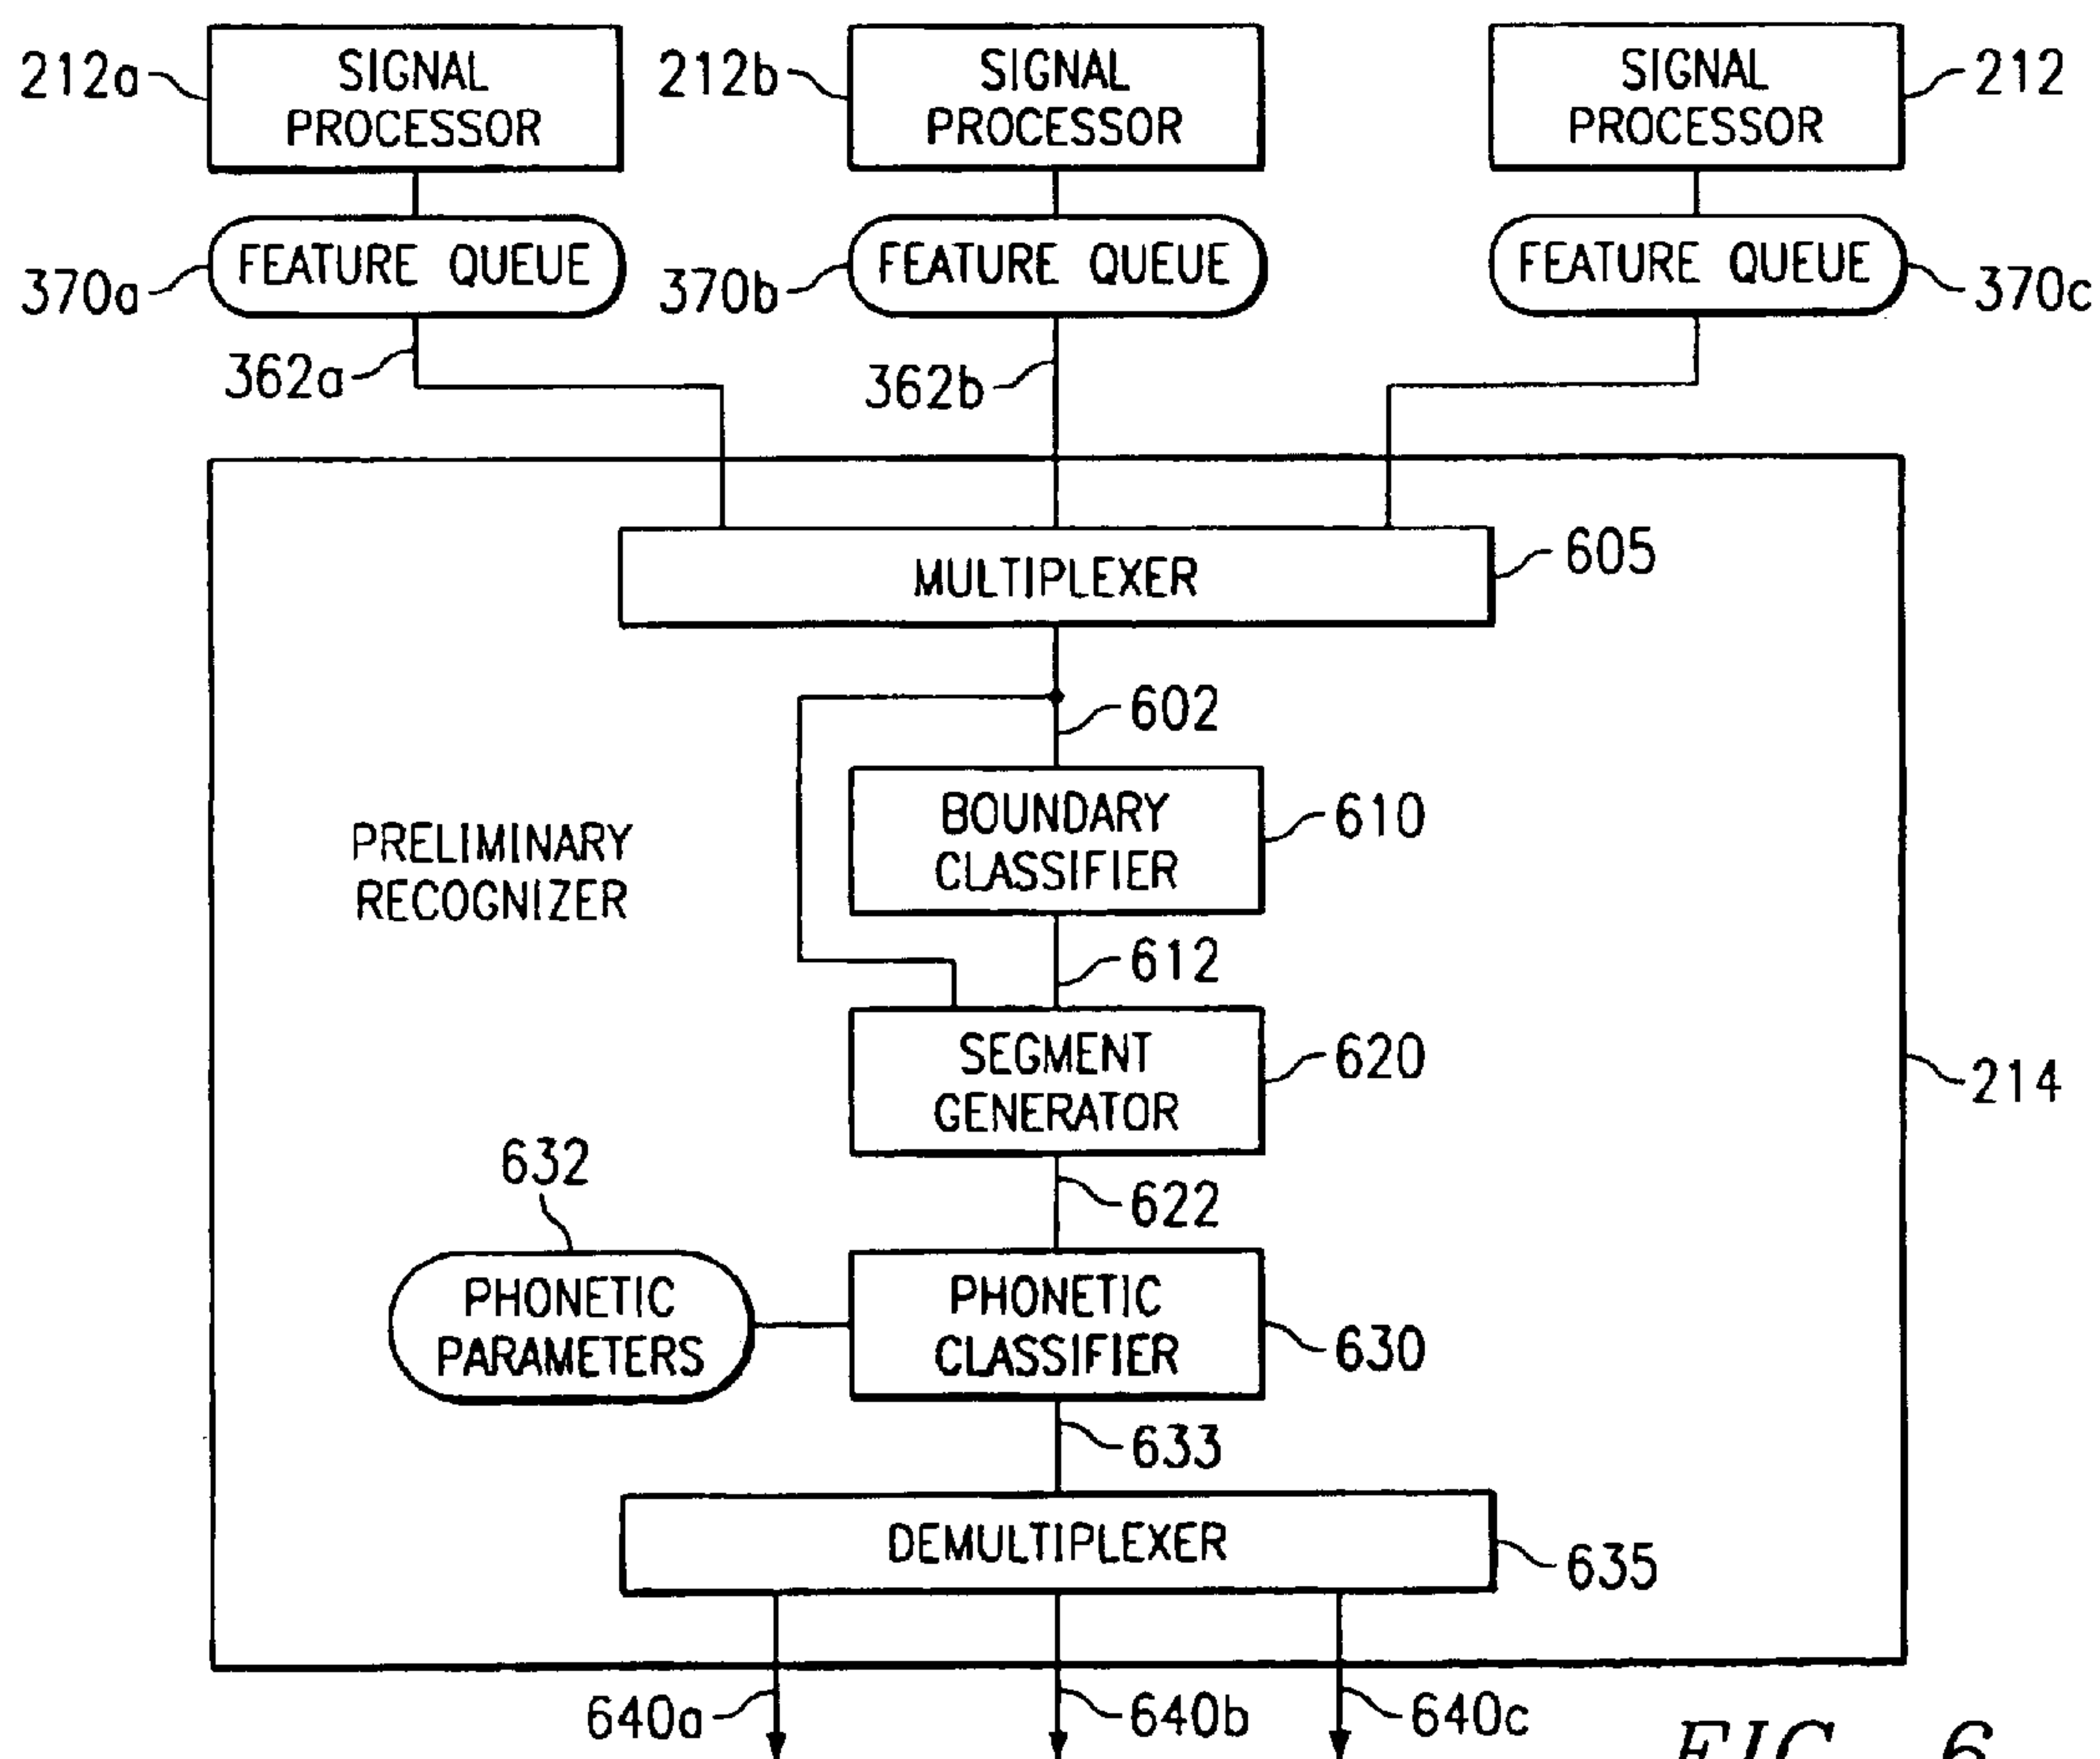 212a
SIGNAL
PROCESSOR
212b
SIGNAL
PROCESSOR
SIGNAL
PROCESSOR
212
370a
FEATURE QUEUE
370b
FEATURE QUEUE
FEATURE QUEUE
370c
362a
362b
MULTIPLEXER
605
602
PRELIMINARY
RECOGNIZER
BOUNDARY
CLASSIFIER
610
612
SEGMENT
GENERATOR
620
214
622
632
PHONETIC
PARAMETERS
PHONETIC
CLASSIFIER
630
633
DEMULTIPLEXER
635
640a
640b
640c
FIG. 6